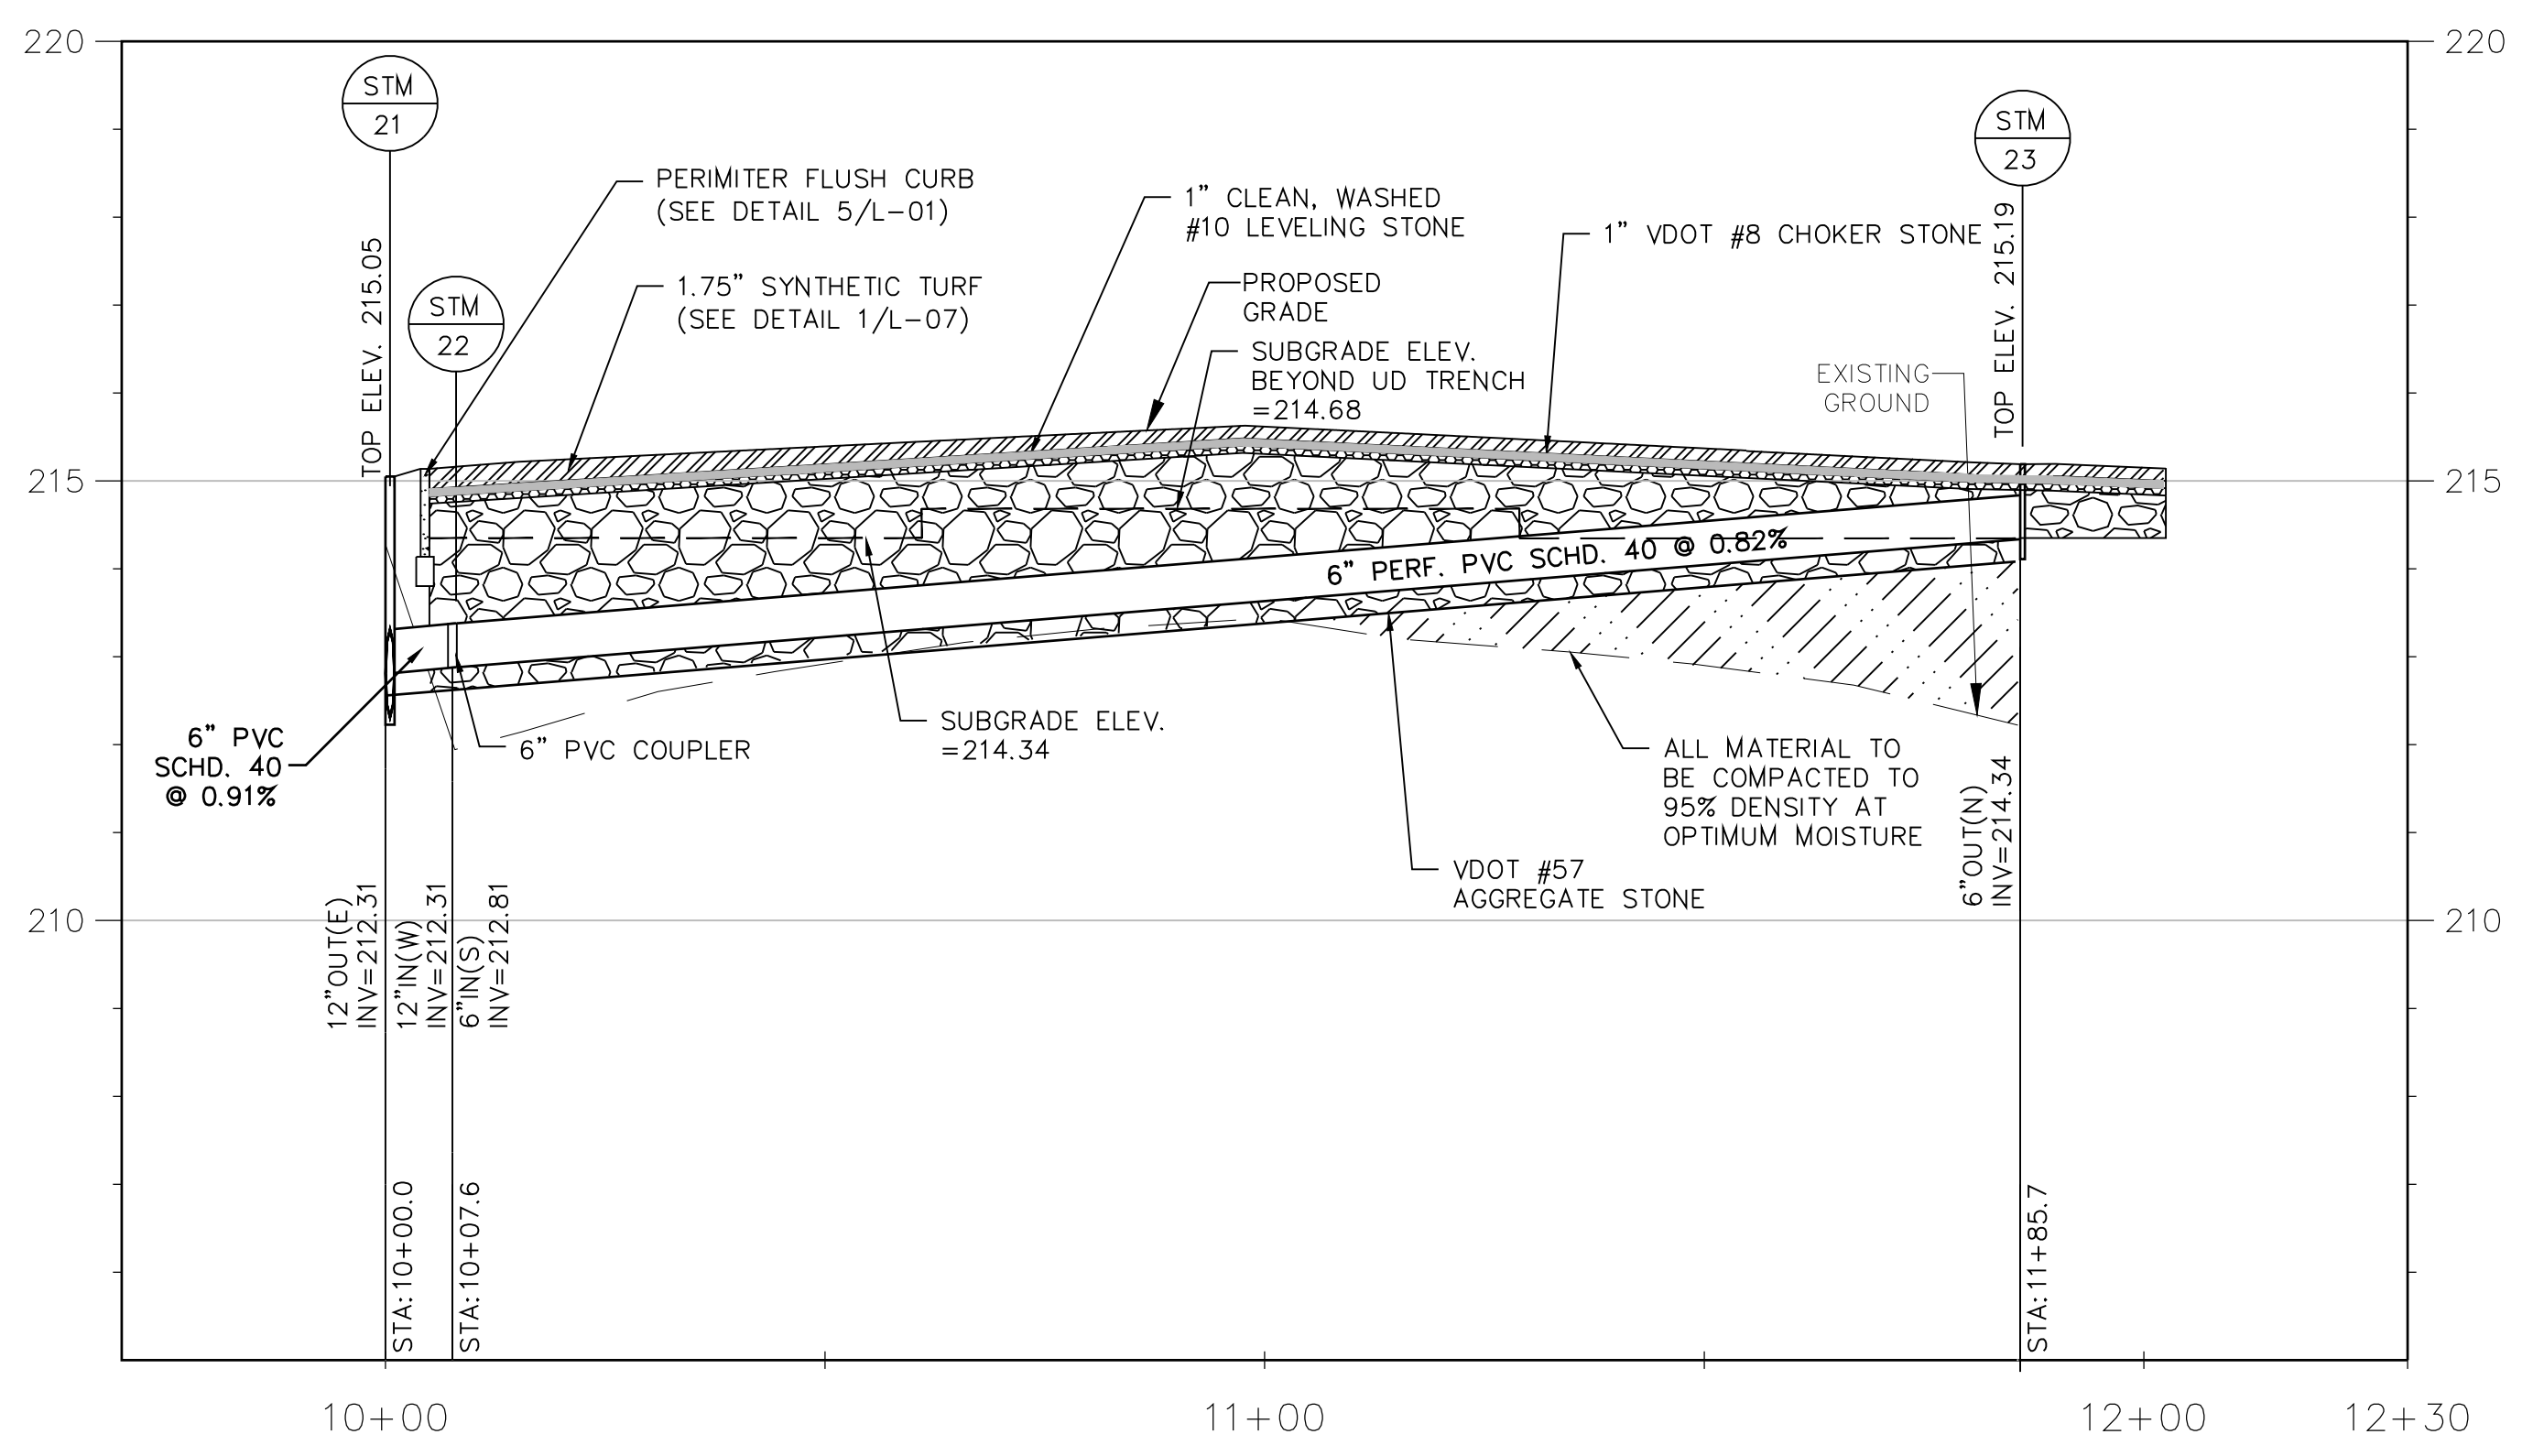 220
220
STM
21
STM
23
PERIMITER FLUSH CURB
(SEE DETAIL 5/L-01)
1" CLEAN, WASHED
#10 LEVELING STONE
1" VDOT #8 CHOKER STONE
TOP ELEV. 215.05
TOP ELEV. 215.19
STM
22
1.75" SYNTHETIC TURF
(SEE DETAIL 1/L-07)
PROPOSED
GRADE
SUBGRADE ELEV.
BEYOND UD TRENCH
=214.68
EXISTING
GROUND
215
215
6" PERF. PVC SCHD. 40 @ 0.82%
6" PVC
SCHD. 40
@ 0.91%
6" PVC COUPLER
SUBGRADE ELEV.
=214.34
ALL MATERIAL TO
BE COMPACTED TO
95% DENSITY AT
OPTIMUM MOISTURE
VDOT #57
AGGREGATE STONE
6"OUT(N)
INV=214.34
210
210
12"OUT(E)
INV=212.31
12"IN(W)
INV=212.31
6"IN(S)
INV=212.81
STA:10+00.0
STA:10+07.6
STA:11+85.7
10+00
11+00
12+00
12+30